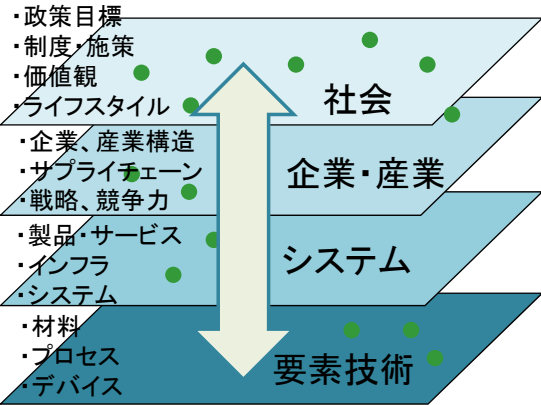 ・政策目標
・制度・施策
・価値観
・ライフスタイル
社会
・企業、産業構造
・サプライチェーン
・戦略、競争力
企業・産業
・製品・サービス
・インフラ
・システム
システム
・材料
・プロセス
・デバイス
要素技術